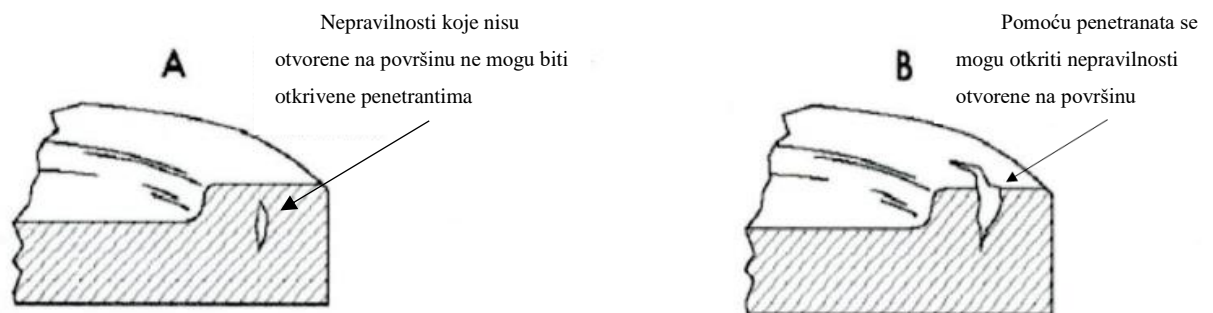 Nepravilnosti koje nisu
otvorene na površinu ne mogu biti
otkrivene penetrantima
A
Pomoću penetranata se
mogu otkriti nepravilnosti
otvorene na površinu
B